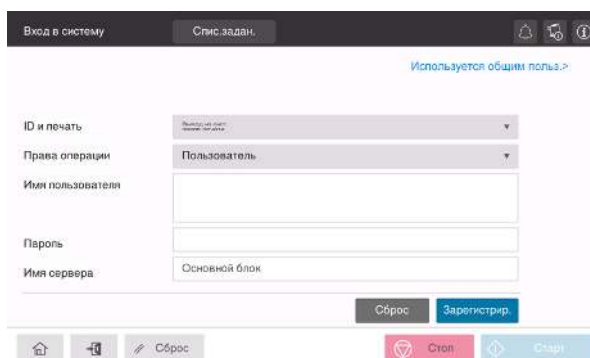 Вход в систему
Спис.задан.
Используется общим польз.>
ID и печать
Права операции
Пользователь
Имя пользователя
Пароль
Имя сервера
Основной блок
Сброс
Зарегистрир.
Сброс
Стоп
Старт